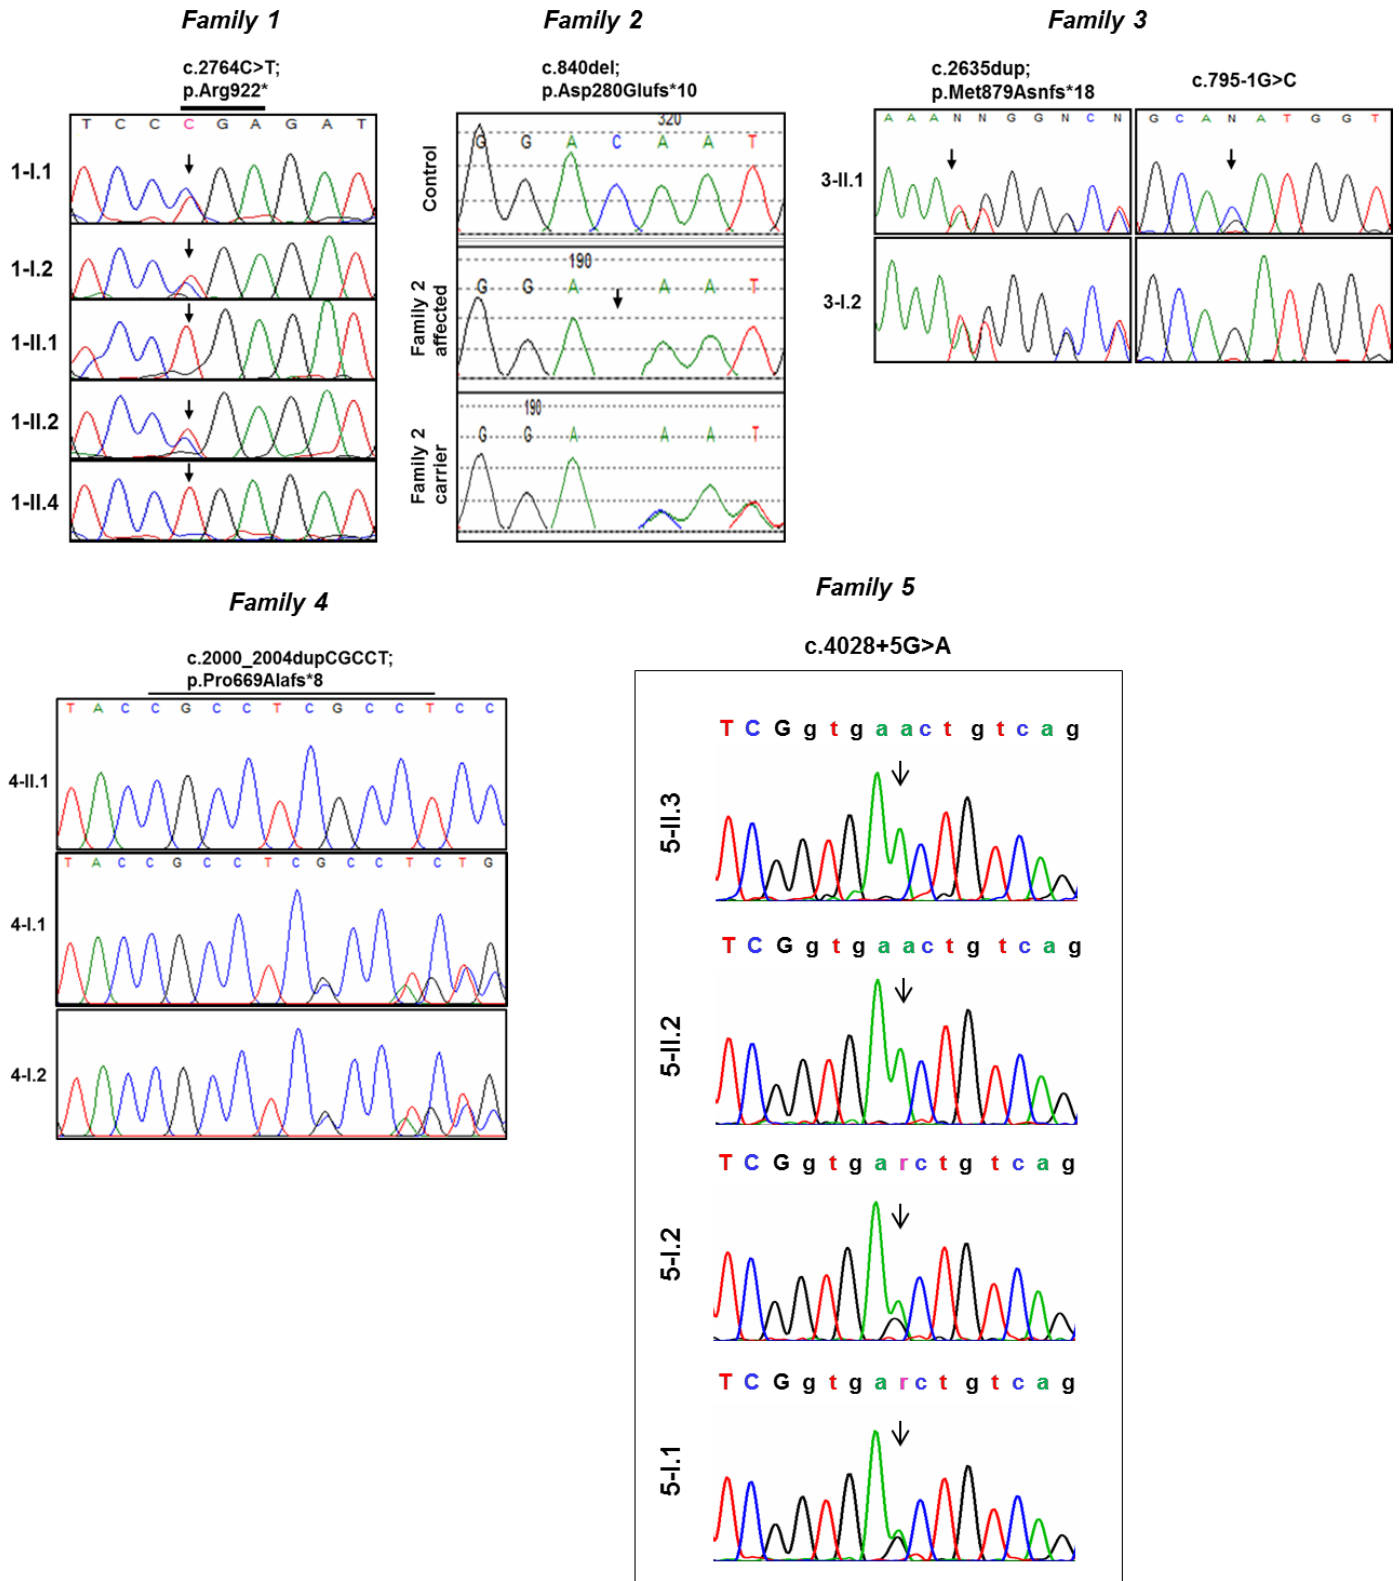 Family 1
c.2764C>T;
p.Arg922*
T C C C G A G A T
1-I.1
1-I.2
1-II.1
1-II.2
1-II.4
Family 2
c.840del;
p.Asp280Glufs*10
320
G G A C A A T
Control
190
G G A A A T
Family 2
affected
190
G G A A A T
Family 2
carrier
Family 3
c.2635dup;
p.Met879Asnfs*18
c.795-1G>C
A A A N N G G N C N
G C A N A T G G T
3-II.1
3-I.2
Family 4
c.2000_2004dupCGCCT;
p.Pro669Alafs*8
T A C C G C C T C G C C T C C
4-II.1
T A C C G C C T C G C C T C T G
4-I.1
4-I.2
Family 5
c.4028+5G>A
T C G g t g a a c t g t c a g
5-II.3
T C G g t g a a c t g t c a g
5-II.2
T C G g t g a r c t g t c a g
5-I.2
T C G g t g a r c t g t c a g
5-I.1